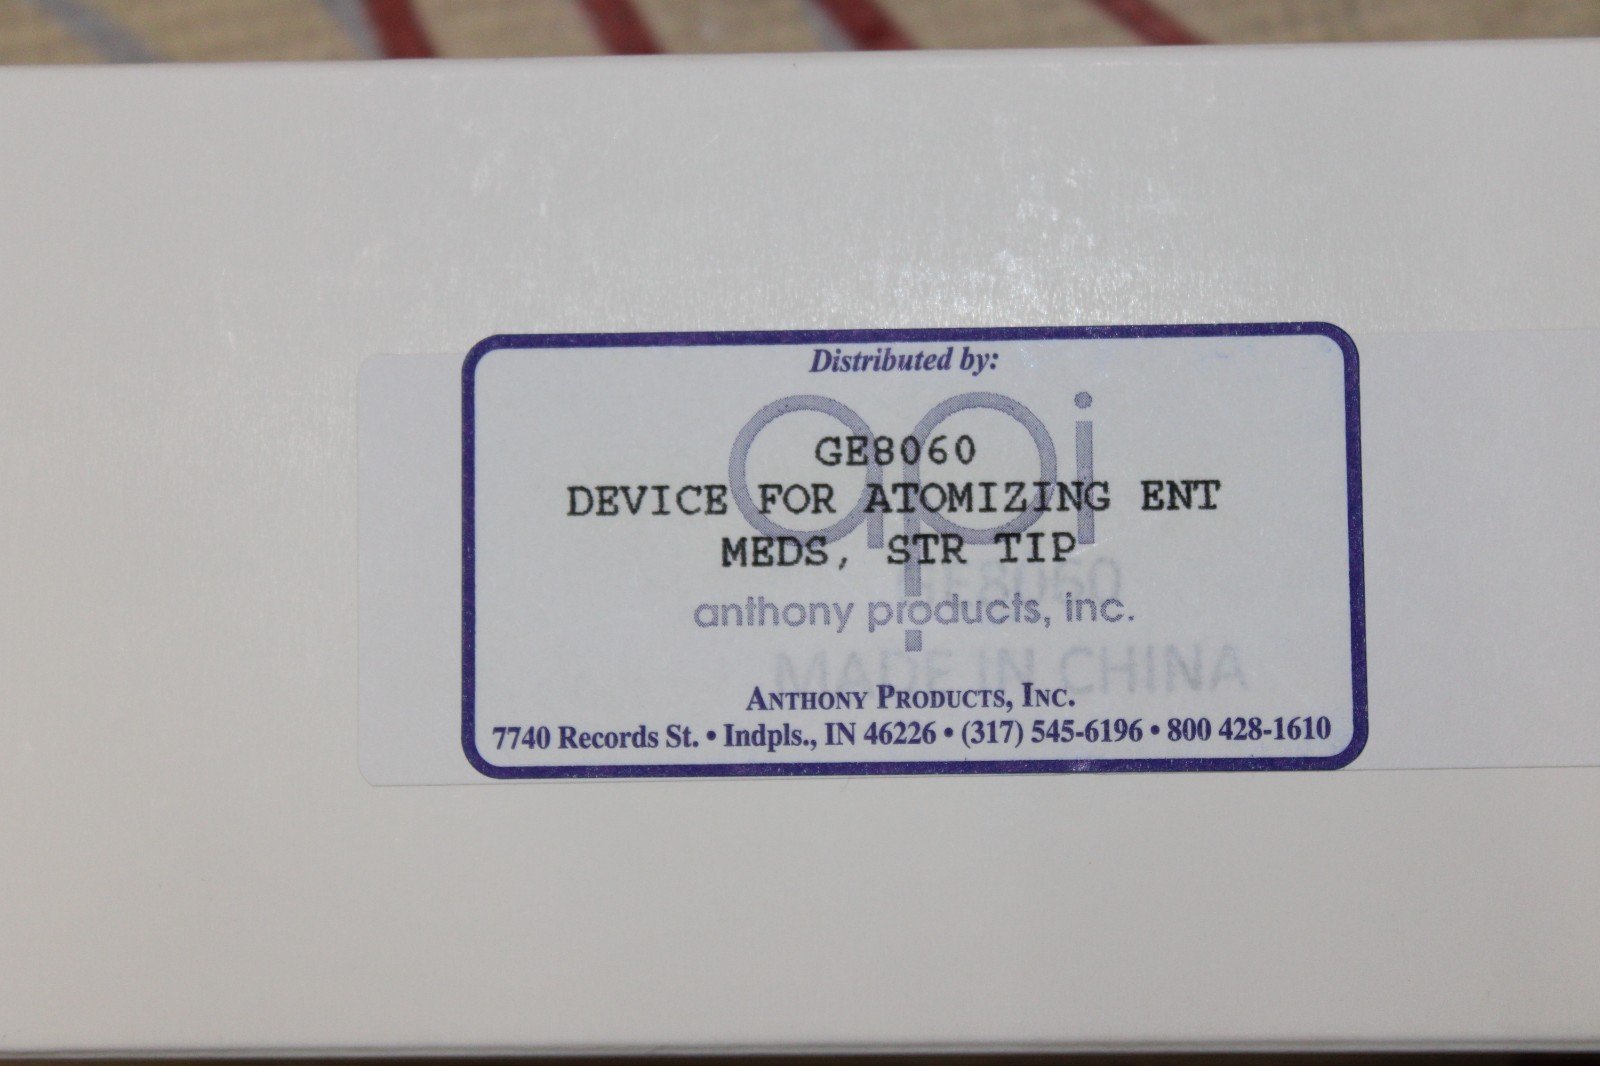 Distributed by:
api
GE8060
DEVICE FOR ATOMIZING ENT
MEDS, STR TIP
GE8060
anthony products, inc.
MADE IN CHINA
ANTHONY PRODUCTS, INC.
7740 Records St. • Indpls., IN 46226 • (317) 545-6196 • 800 428-1610